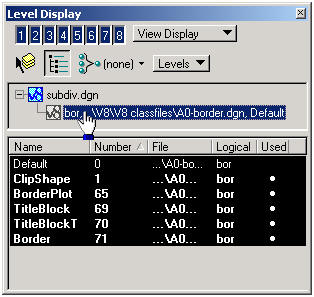 Level Display
1 2 3 4 5 6 7 8 View Display
(none) Levels
subdiv.dgn
bor, ...\V8\V8 classfiles\A0-border.dgn, Default
Name Number File Logical Used
Default 0 ...\A0-bo... bor
ClipShape 1 ...\A0... bor
BorderPlot 65 ...\A0... bor
TitleBlock 69 ...\A0... bor
TitleBlockT 70 ...\A0... bor
Border 71 ...\A0... bor